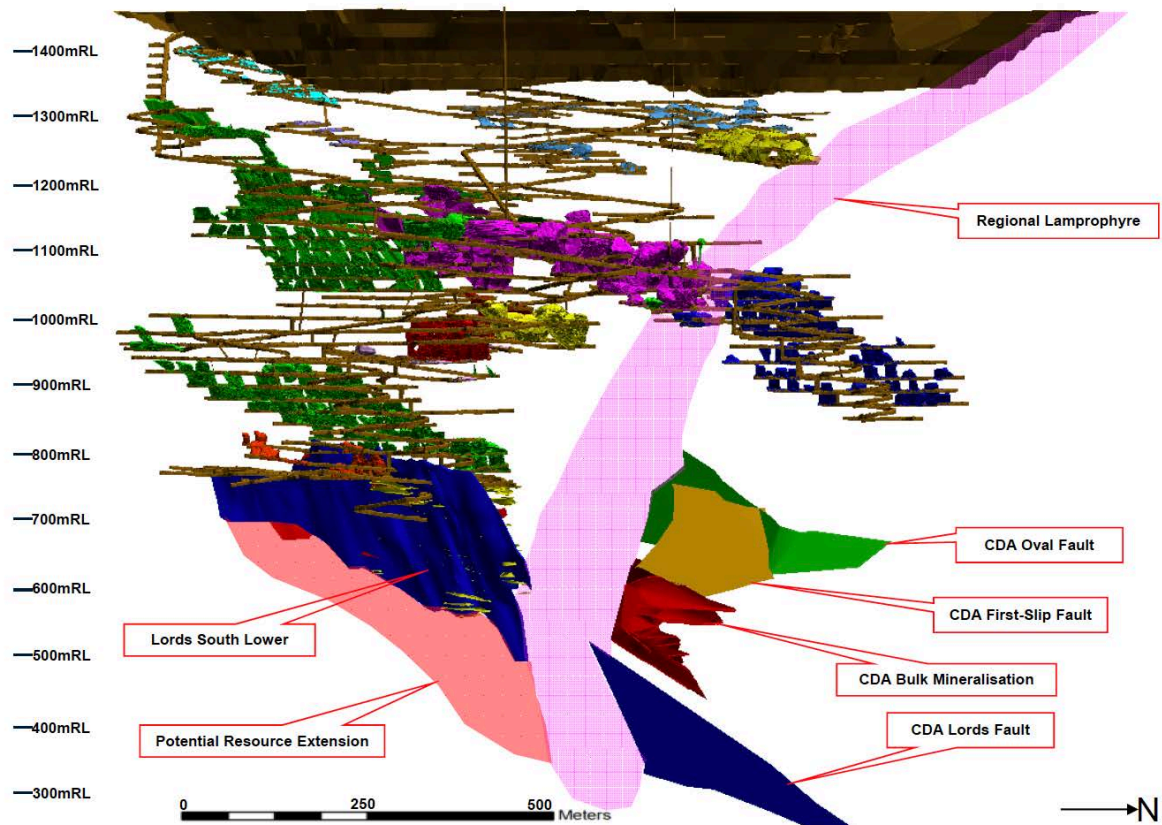 1400mRL
1300mRL
1200mRL
1100mRL
1000mRL
900mRL
800mRL
700mRL
600mRL
500mRL
400mRL
300mRL
Regional Lamprophyre
CDA Oval Fault
CDA First-Slip Fault
Lords South Lower
CDA Bulk Mineralisation
CDA Lords Fault
Potential Resource Extension
0 250 500
Meters
N